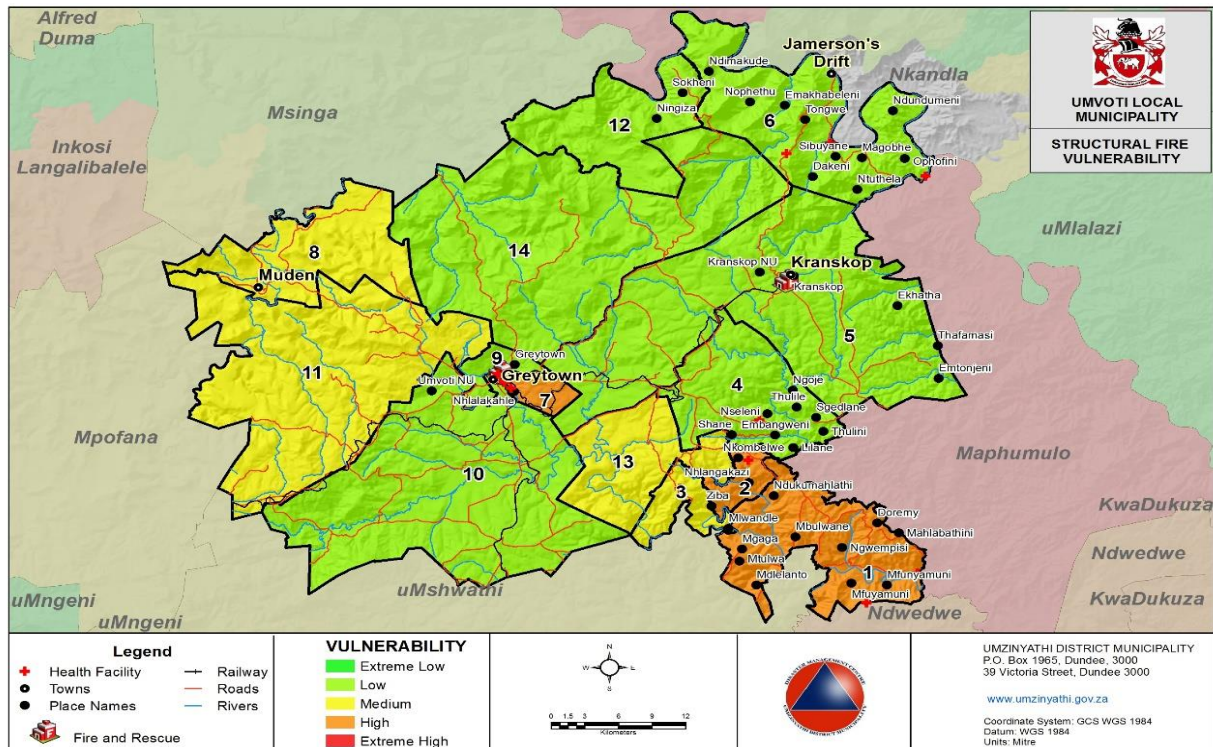 Alfred
Duma
Msinga
Inkosi
Langalibalele
Mpofana
uMngeni
uMngeni
uMshwathi
Nkandla
uMlalazi
Maphumulo
KwaDukuza
Ndwedwe
KwaDukuza
Ndwedwe
UMVOTI LOCAL
MUNICIPALITY
STRUCTURAL FIRE
VULNERABILITY
Jamerson's
Drift
Ndimakude
Sokheni
Nophethu
Emakhabeleni
Ndundumeni
Ningiza
Tongwe
12
6
Sibuyane
Magobhe
Ophofini
Dakeni
Ntuthela
14
8
Muden
Kranskop NU
Kranskop
Kranskop
Ekhatha
5
Thafamasi
Emtonjeni
11
9
Greytown
Greytown
Umvoti NU
Nhlalakahle
7
4
Ngoje
Thulile
Nseleni
Sgedlane
Shane
Embangweni
Thulini
Nkombelwe
Lilane
13
10
Nhlangakazi
2
3
Ndukumahlathi
Ziba
Mlwandle
Doremy
Mbulwane
Mahlabathini
Mgaga
Ngwempisi
Mtulwa
Mdlelanto
1
Mfunyamuni
Mfuyamuni
Legend
Health Facility
Railway
Towns
Roads
Place Names
Rivers
Fire and Rescue
VULNERABILITY
Extreme Low
Low
Medium
High
Extreme High
N
W
E
S
0 1.5 3 6 9 12
Kilometers
DISASTER MANAGEMENT CENTRE
UMZINYATHI DISTRICT MUNICIPALITY
UMZINYATHI DISTRICT MUNICIPALITY
P.O. Box 1965, Dundee, 3000
39 Victoria Street, Dundee 3000
www.umzinyathi.gov.za
Coordinate System: GCS WGS 1984
Datum: WGS 1984
Units: Mitre